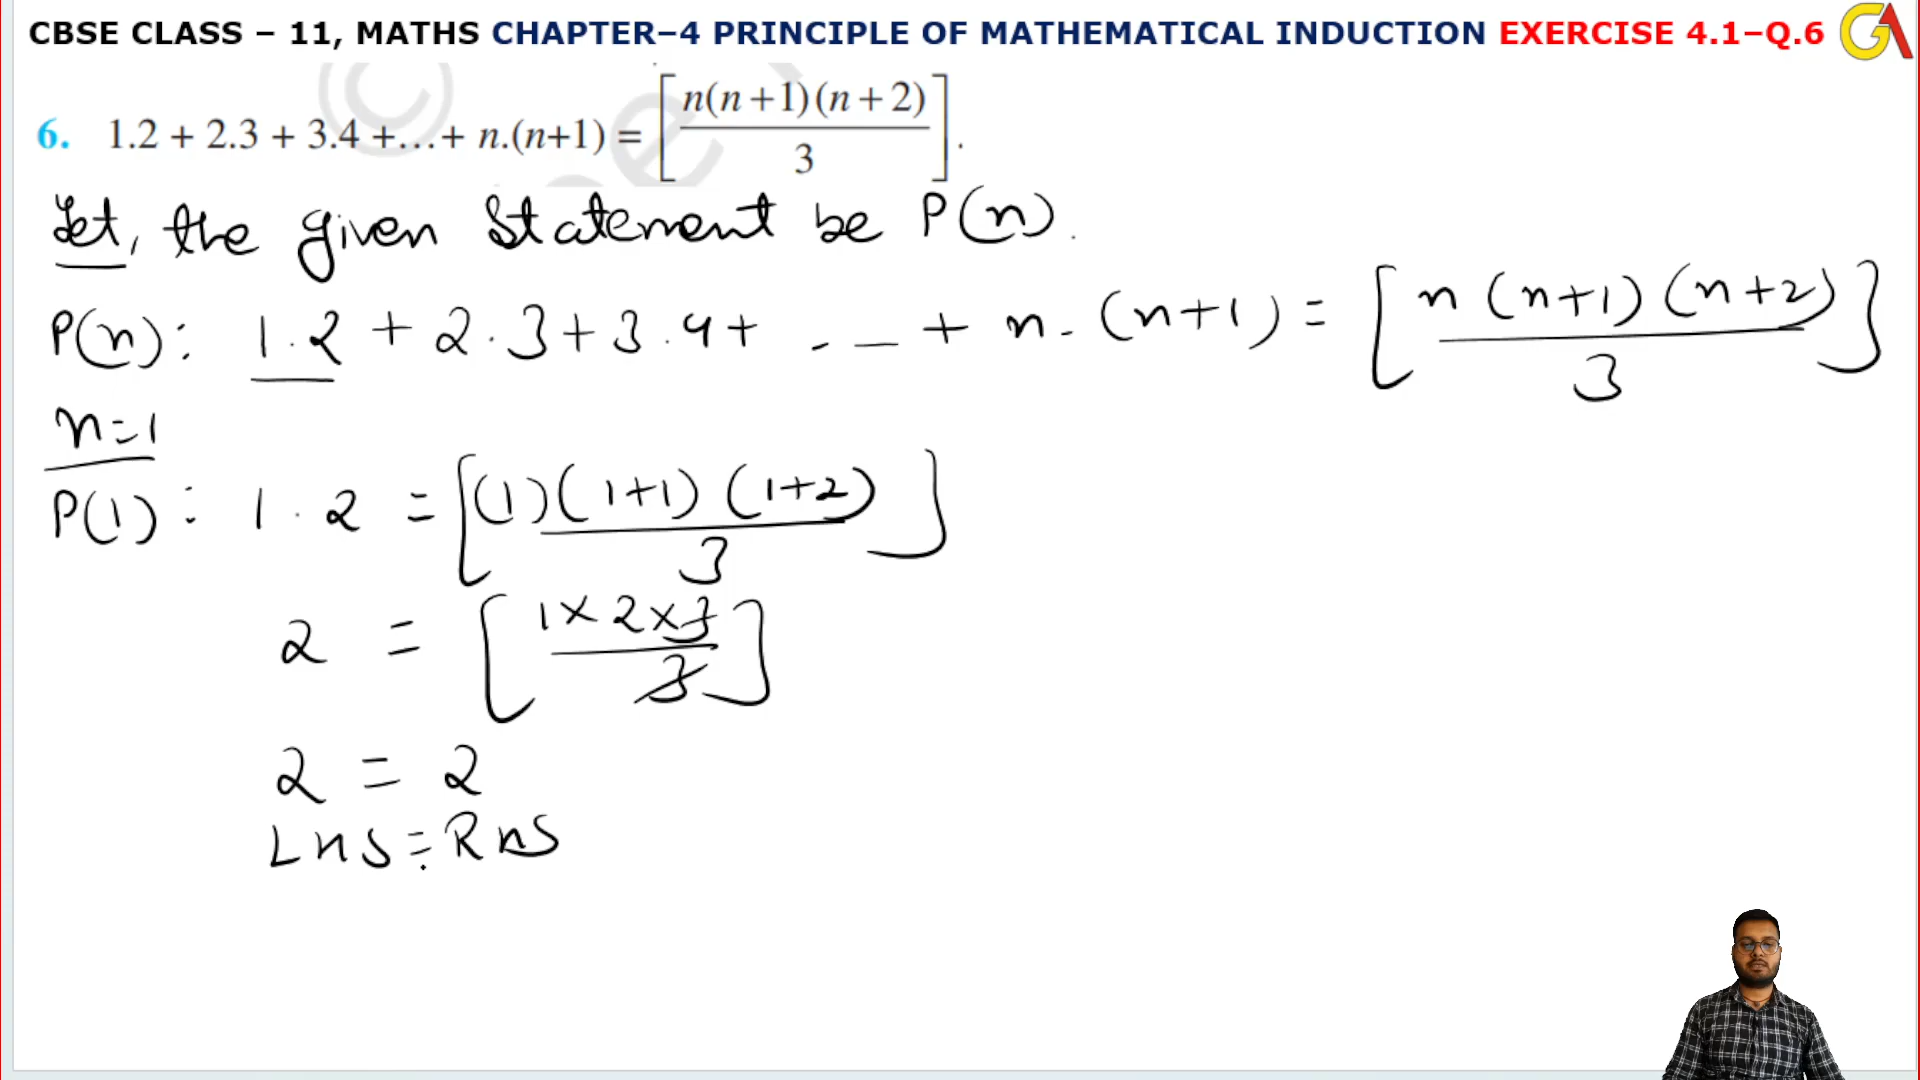 CBSE CLASS – 11, MATHS CHAPTER–4 PRINCIPLE OF MATHEMATICAL INDUCTION EXERCISE 4.1–Q.6 GA
6. 1.2 + 2.3 + 3.4 +...+ n.(n+1) = [n(n+1)(n+2)/3].
Let, the given Statement be P(n).
P(n): 1.2 + 2.3 + 3.4 + . _ _ + n. (n+1) = [n (n+1) (n+2)/3]
n=1
P(1): 1.2 = [(1)(1+1)(1+2)/3]
2 = [1×2×3/3]
2 = 2
LHS = RHS